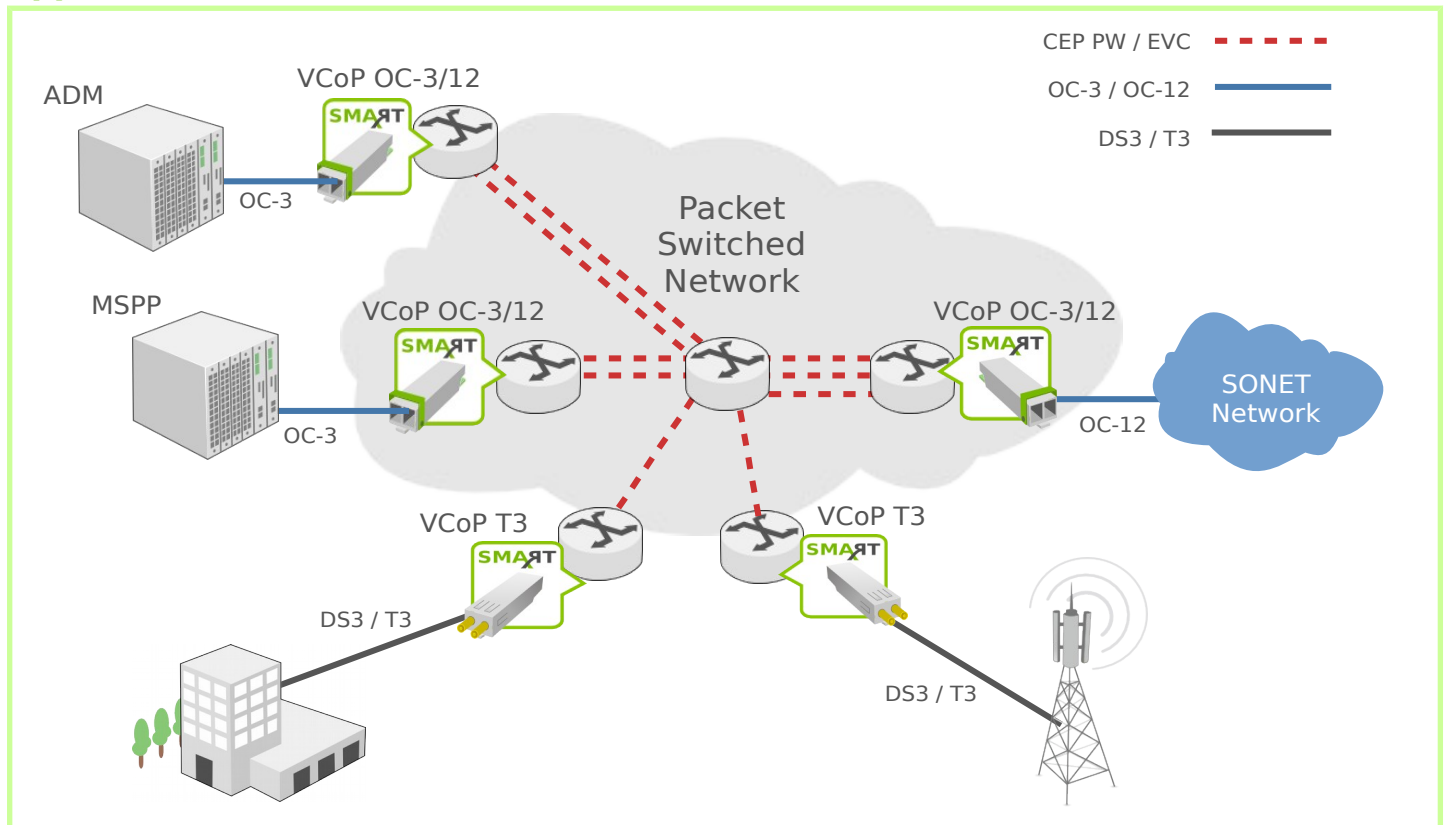 CEP PW / EVC
OC-3 / OC-12
DS3 / T3
ADM
VCoP OC-3/12
SMART
OC-3
Packet
Switched
Network
MSPP
VCoP OC-3/12
SMART
OC-3
VCoP OC-3/12
SMART
OC-12
SONET
Network
VCoP T3
SMART
DS3 / T3
VCoP T3
SMART
DS3 / T3